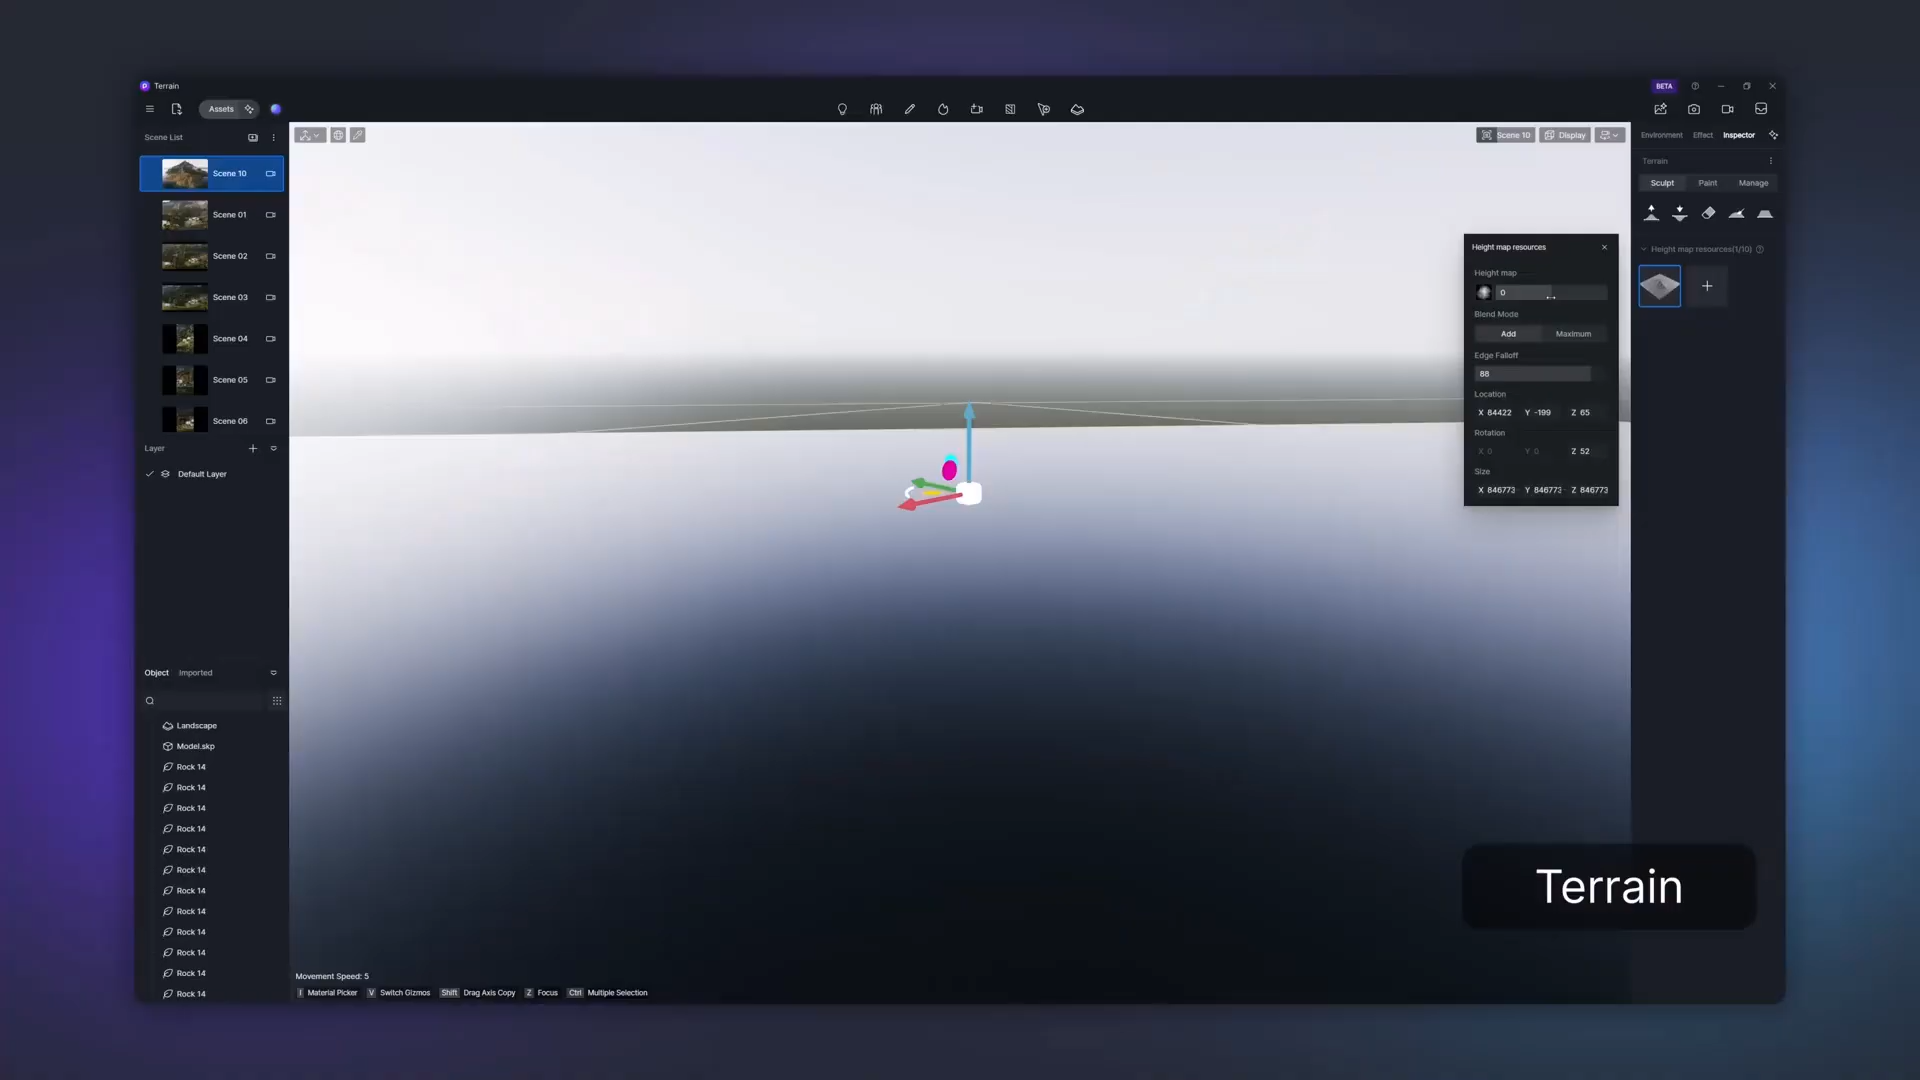 Terrain
BETA
Assets
Scene List
Scene 10
Scene 01
Scene 02
Scene 03
Scene 04
Scene 05
Scene 06
Layer
Default Layer
Object Imported
Landscape
Model.skp
Rock 14
Rock 14
Rock 14
Rock 14
Rock 14
Rock 14
Rock 14
Rock 14
Rock 14
Rock 14
Rock 14
Rock 14
Scene 10 Display
Height map resources
Height map
0
Blend Mode
Add Maximum
Edge Falloff
88
Location
X 84422 Y -199 Z 65
Rotation
X 0 Y 0 Z 52
Size
X 846773 Y 846773 Z 846773
Environment Effect Inspector
Terrain
Sculpt Paint Manage
Height map resources(1/10)
Terrain
Movement Speed: 5
I Material Picker V Switch Gizmos Shift Drag Axis Copy Z Focus Ctrl Multiple Selection